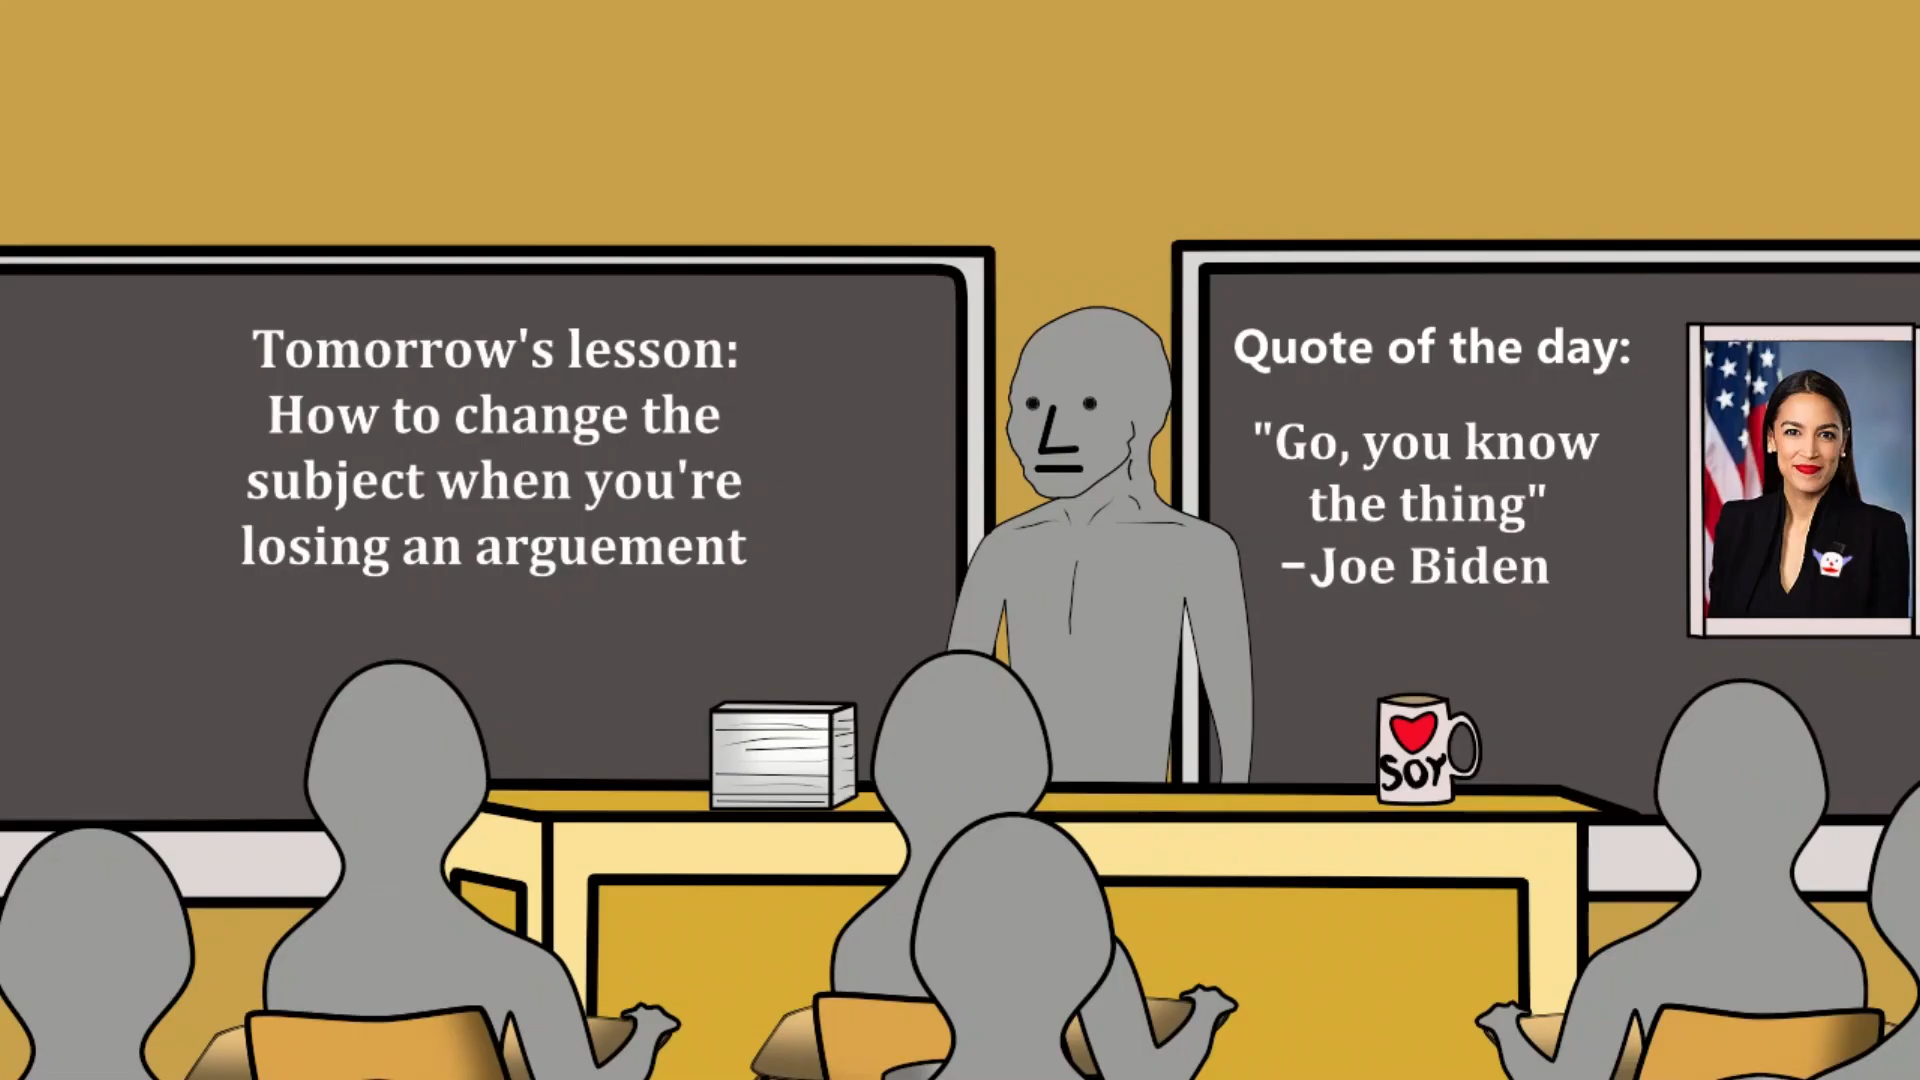 Tomorrow's lesson:
How to change the
subject when you're
losing an arguement
Quote of the day:
"Go, you know
the thing"
-Joe Biden
SOY